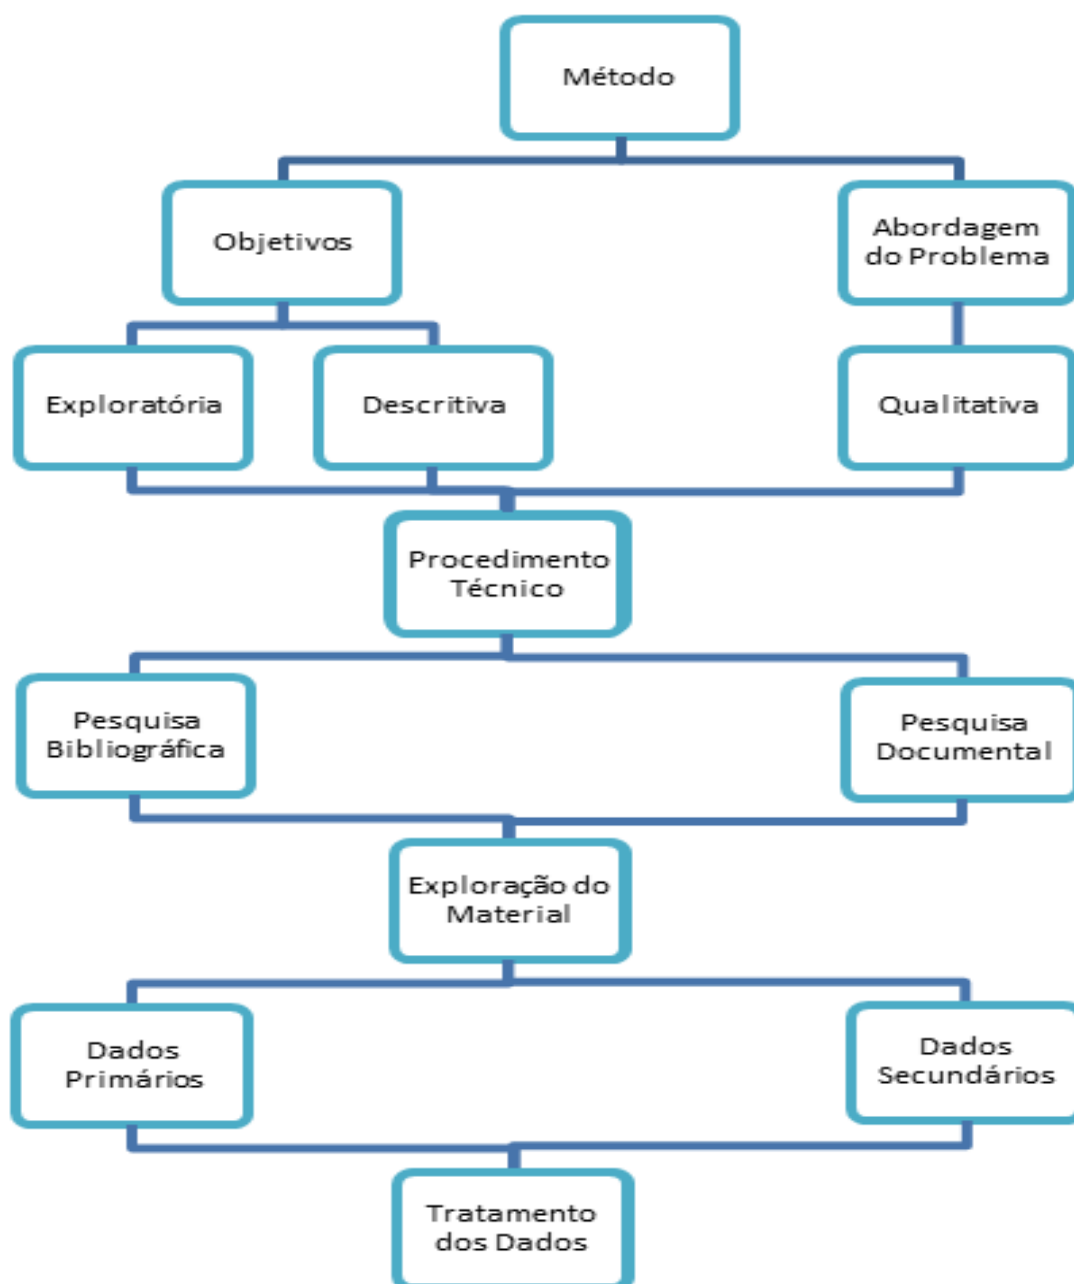 Método
Objetivos
Abordagem
do Problema
Exploratória
Descritiva
Qualitativa
Procedimento
Técnico
Pesquisa
Bibliográfica
Pesquisa
Documental
Exploração do
Material
Dados
Primários
Dados
Secundários
Tratamento
dos Dados